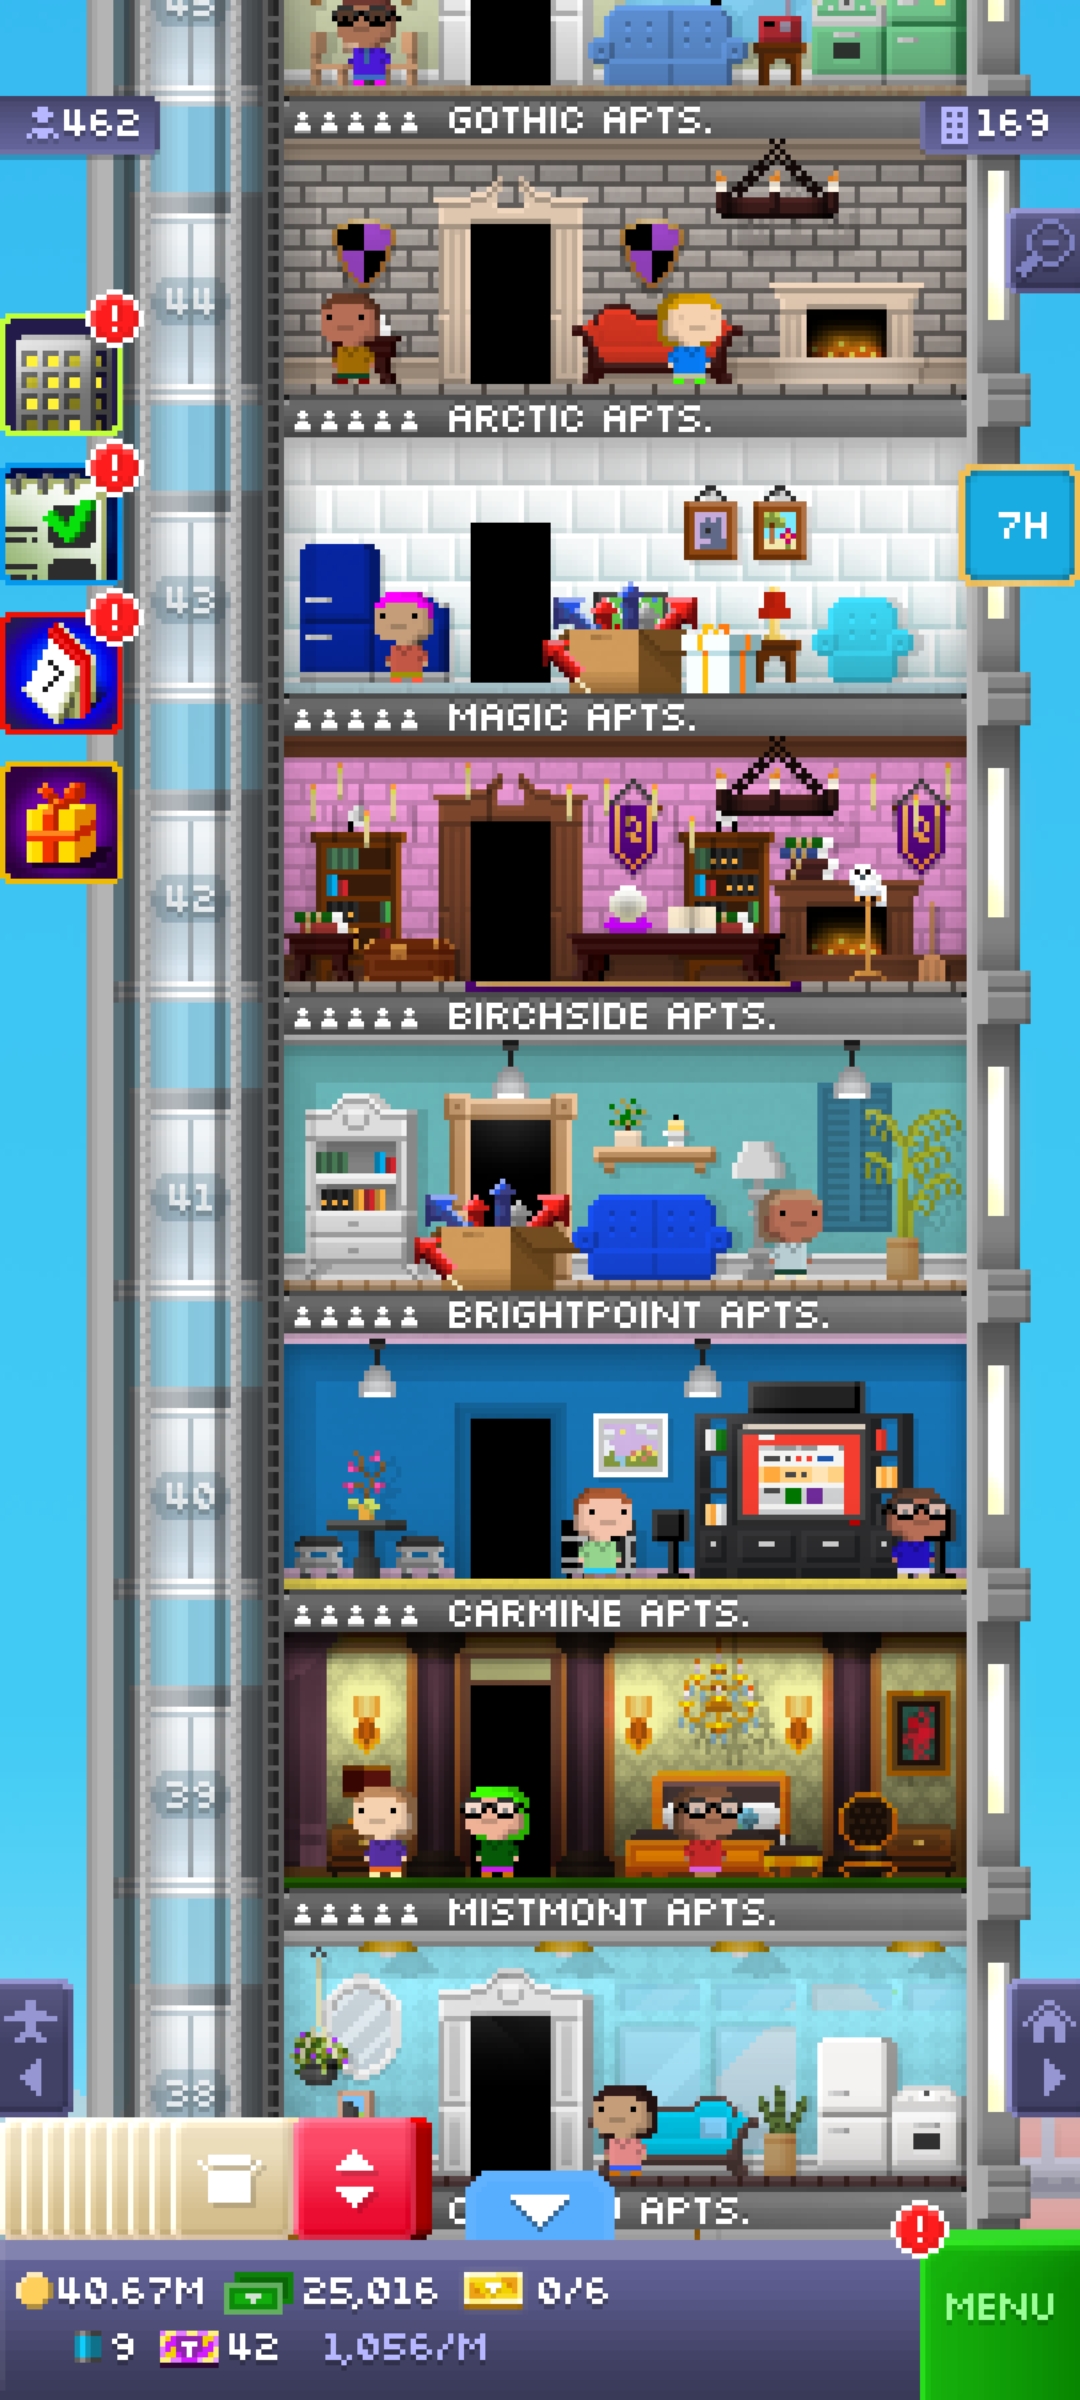 45
462
GOTHIC APTS.
169
44
ARCTIC APTS.
7H
43
MAGIC APTS.
42
BIRCHSIDE APTS.
41
BRIGHTPOINT APTS.
40
CARMINE APTS.
39
MISTMONT APTS.
38
APTS.
40.67M 25,016 0/6
9 42 1,056/M
MENU